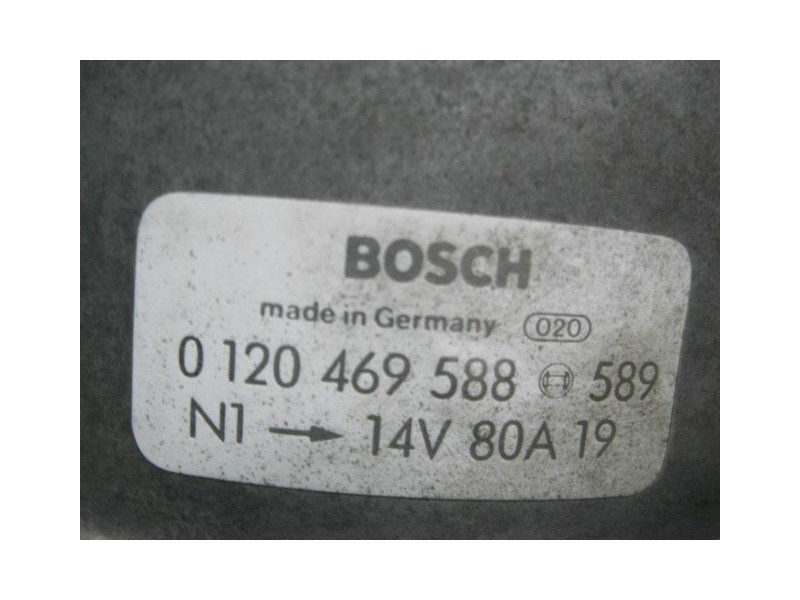 BOSCH
made in Germany 020
0 120 469 588 589
N1 → 14V 80A 19